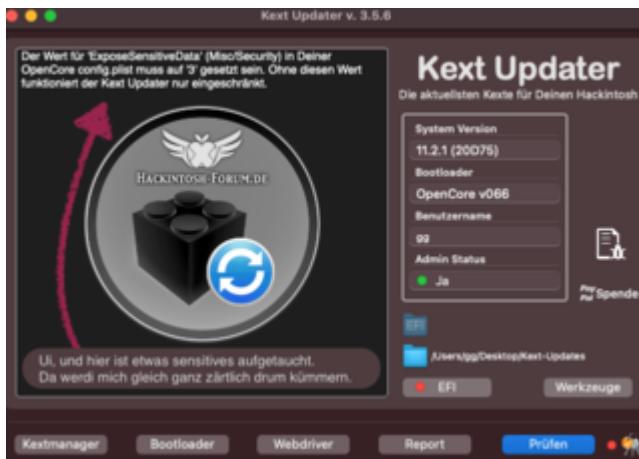 Kext Updater v. 3.5.6
Der Wert für 'ExposeSensitiveData' (Misc/Security) in Deiner
OpenCore config.plist muss auf '3' gesetzt sein. Ohne diesen Wert
funktioniert der Kext Updater nur eingeschränkt.
HACKINTOSH-FORUM.DE
Ui, und hier ist etwas sensitives aufgetaucht.
Da werdi mich gleich ganz zärtlich drum kümmern.
Kext Updater
Die aktuellsten Kexte für Deinen Hackintosh
System Version
11.2.1 (20D75)
Bootloader
OpenCore v066
Benutzername
gg
Admin Status
Ja
Pay
Pal Spende
EFI
/Users/gg/Desktop/Kext-Updates
EFI
Werkzeuge
Kextmanager
Bootloader
Webdriver
Report
Prüfen